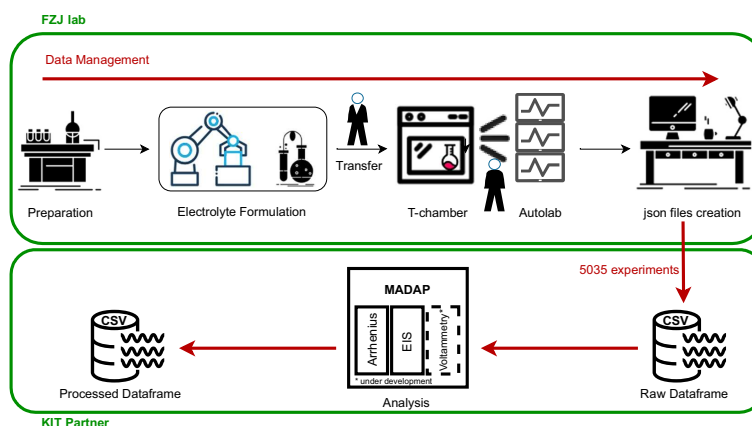 FZJ lab
Data Management
Transfer
Preparation
Electrolyte Formulation
T-chamber
Autolab
json files creation
5035 experiments
MADAP
Arrhenius
EIS
Voltammetry*
* under development
Analysis
CSV
Processed Dataframe
CSV
Raw Dataframe
KIT Partner